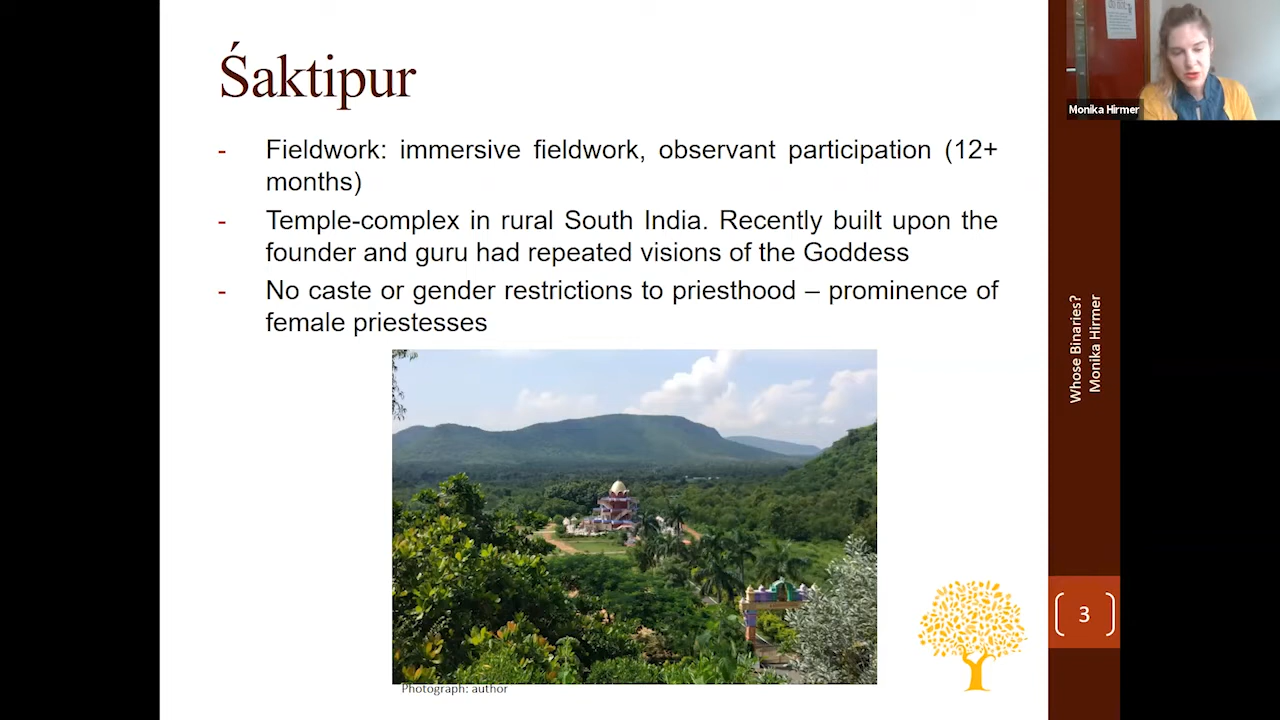 Śaktipur
- Fieldwork: immersive fieldwork, observant participation (12+
months)
- Temple-complex in rural South India. Recently built upon the
founder and guru had repeated visions of the Goddess
- No caste or gender restrictions to priesthood – prominence of
female priestesses
Photograph: author
Monika Hirmer
Whose Binaries?
Monika Hirmer
3